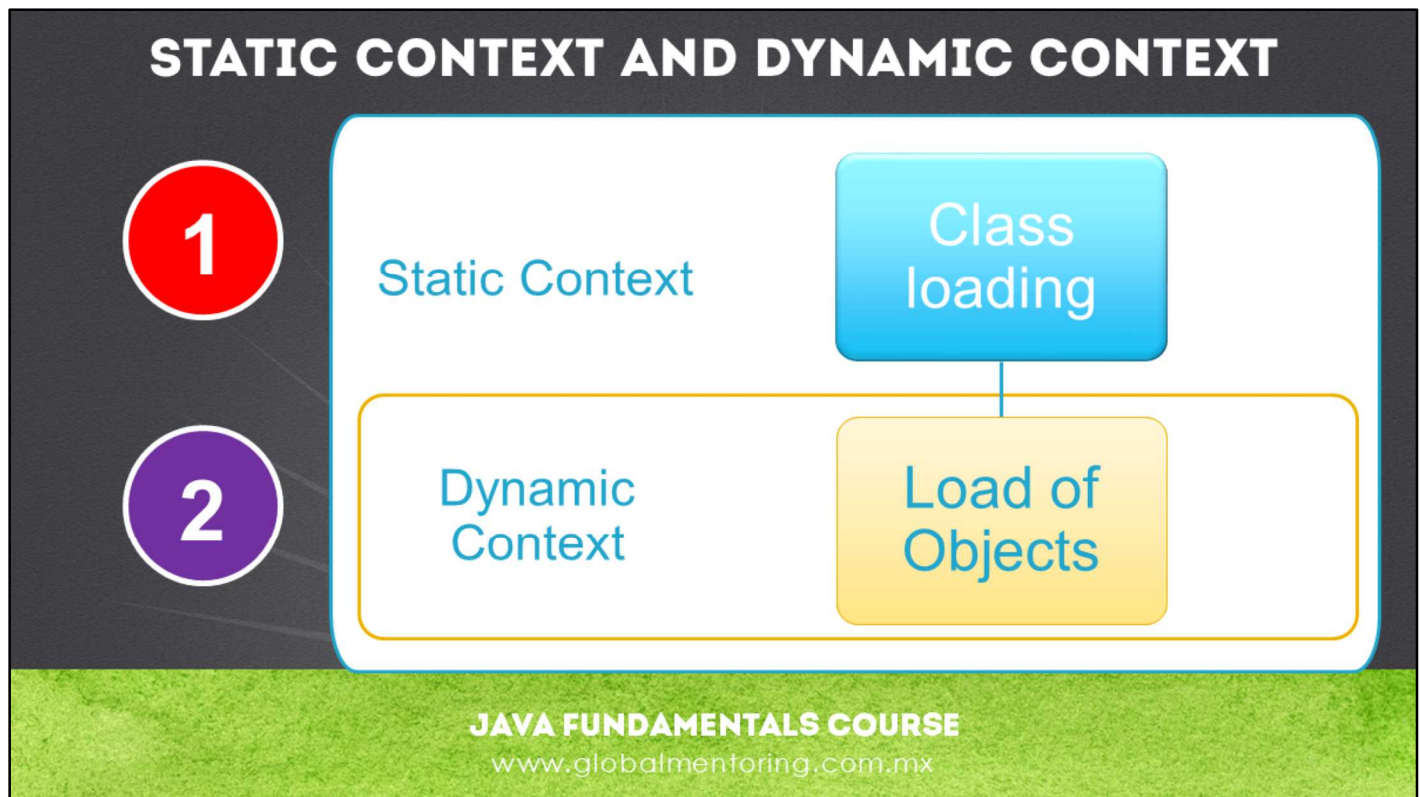 STATIC CONTEXT AND DYNAMIC CONTEXT
1
Static Context
Class
loading
2
Dynamic
Context
Load of
Objects
JAVA FUNDAMENTALS COURSE
www.globalmentoring.com.mx